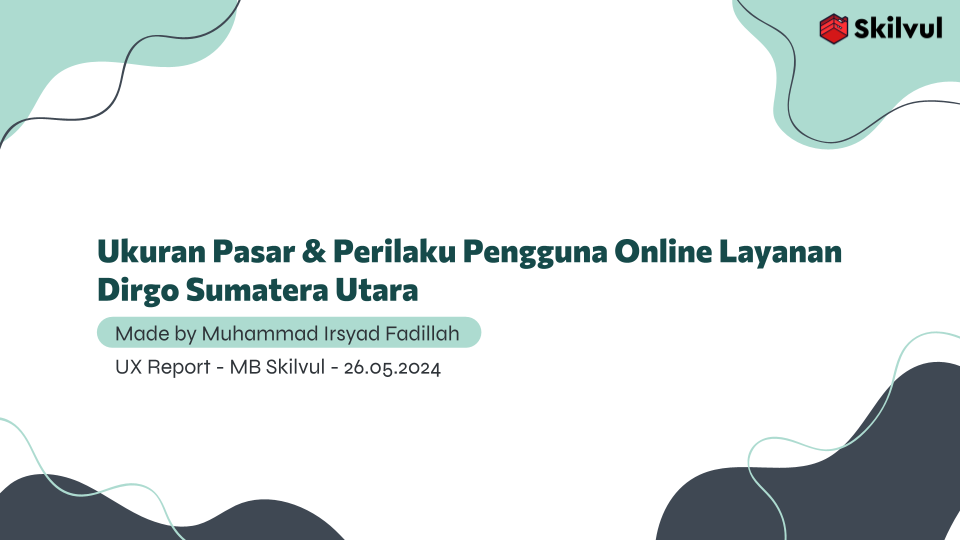 Skilvul
Ukuran Pasar & Perilaku Pengguna Online Layanan
Dirgo Sumatera Utara
Made by Muhammad Irsyad Fadillah
UX Report - MB Skilvul - 26.05.2024